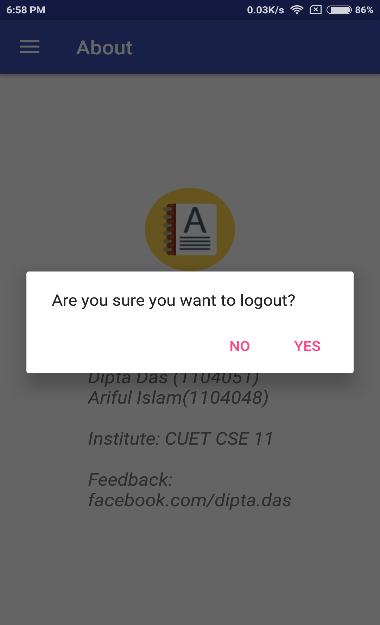 6:58 PM 0.03K/s 86%
About
A
Are you sure you want to logout?
NO YES
Dipta Das (1104051)
Ariful Islam(1104048)
Institute: CUET CSE 11
Feedback:
facebook.com/dipta.das